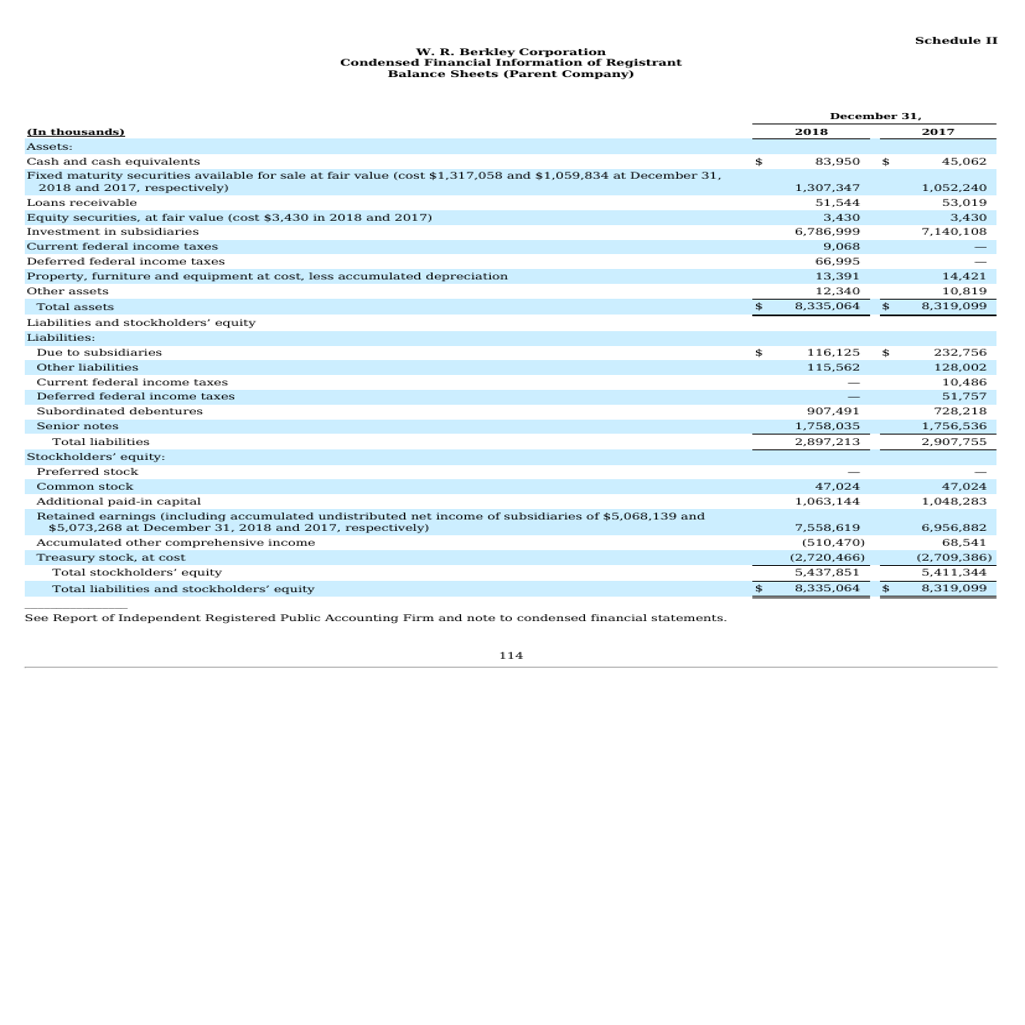 Schedule II
W. R. Berkley Corporation
Condensed Financial Information of Registrant
Balance Sheets (Parent Company)
December 31,
(In thousands) 2018 2017
Assets:
Cash and cash equivalents $ 83,950 $ 45,062
Fixed maturity securities available for sale at fair value (cost $1,317,058 and $1,059,834 at December 31,
2018 and 2017, respectively) 1,307,347 1,052,240
Loans receivable 51,544 53,019
Equity securities, at fair value (cost $3,430 in 2018 and 2017) 3,430 3,430
Investment in subsidiaries 6,786,999 7,140,108
Current federal income taxes 9,068 —
Deferred federal income taxes 66,995 —
Property, furniture and equipment at cost, less accumulated depreciation 13,391 14,421
Other assets 12,340 10,819
Total assets $ 8,335,064 $ 8,319,099
Liabilities and stockholders’ equity
Liabilities:
Due to subsidiaries $ 116,125 $ 232,756
Other liabilities 115,562 128,002
Current federal income taxes — 10,486
Deferred federal income taxes — 51,757
Subordinated debentures 907,491 728,218
Senior notes 1,758,035 1,756,536
Total liabilities 2,897,213 2,907,755
Stockholders’ equity:
Preferred stock — —
Common stock 47,024 47,024
Additional paid-in capital 1,063,144 1,048,283
Retained earnings (including accumulated undistributed net income of subsidiaries of $5,068,139 and
$5,073,268 at December 31, 2018 and 2017, respectively) 7,558,619 6,956,882
Accumulated other comprehensive income (510,470) 68,541
Treasury stock, at cost (2,720,466) (2,709,386)
Total stockholders’ equity 5,437,851 5,411,344
Total liabilities and stockholders’ equity $ 8,335,064 $ 8,319,099
See Report of Independent Registered Public Accounting Firm and note to condensed financial statements.
114